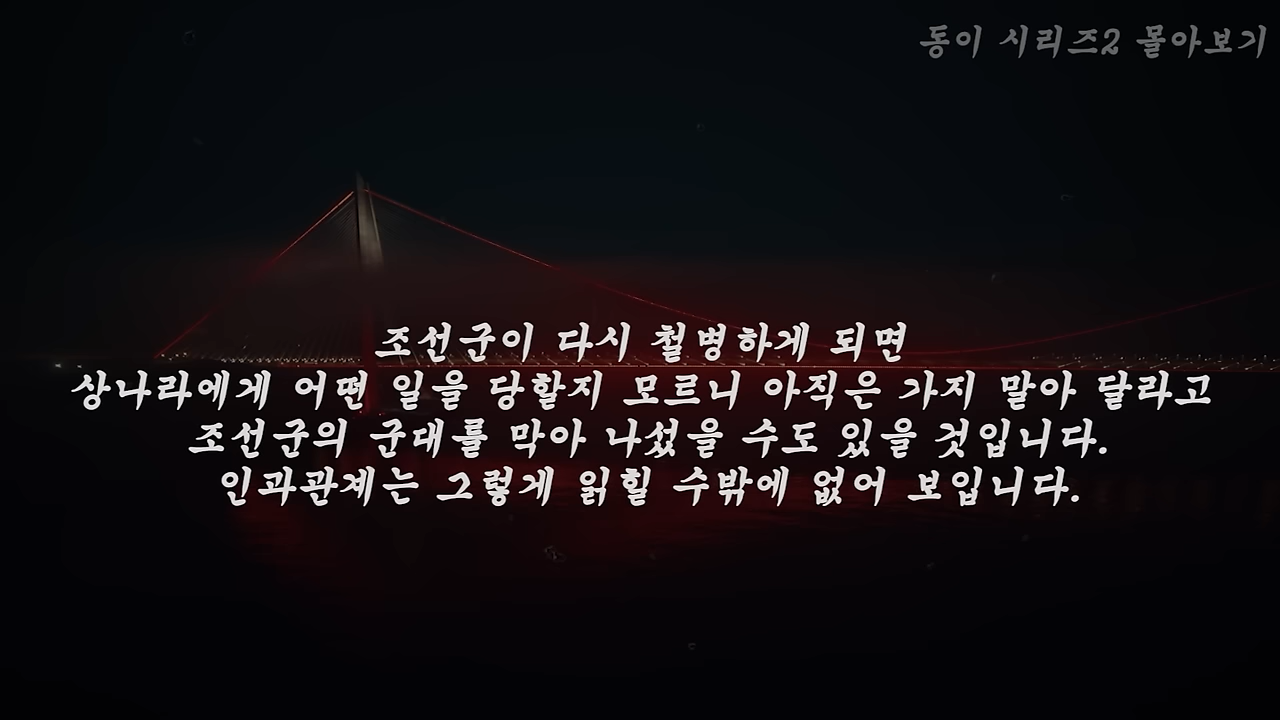 동이 시리즈2 몰아보기
조선군이 다시 철병하게 되면
상나라에게 어떤 일을 당할지 모르니 아직은 가지 말아 달라고
조선군의 군대를 막아 나섰을 수도 있을 것입니다.
인과관계는 그렇게 읽힐 수밖에 없어 보입니다.